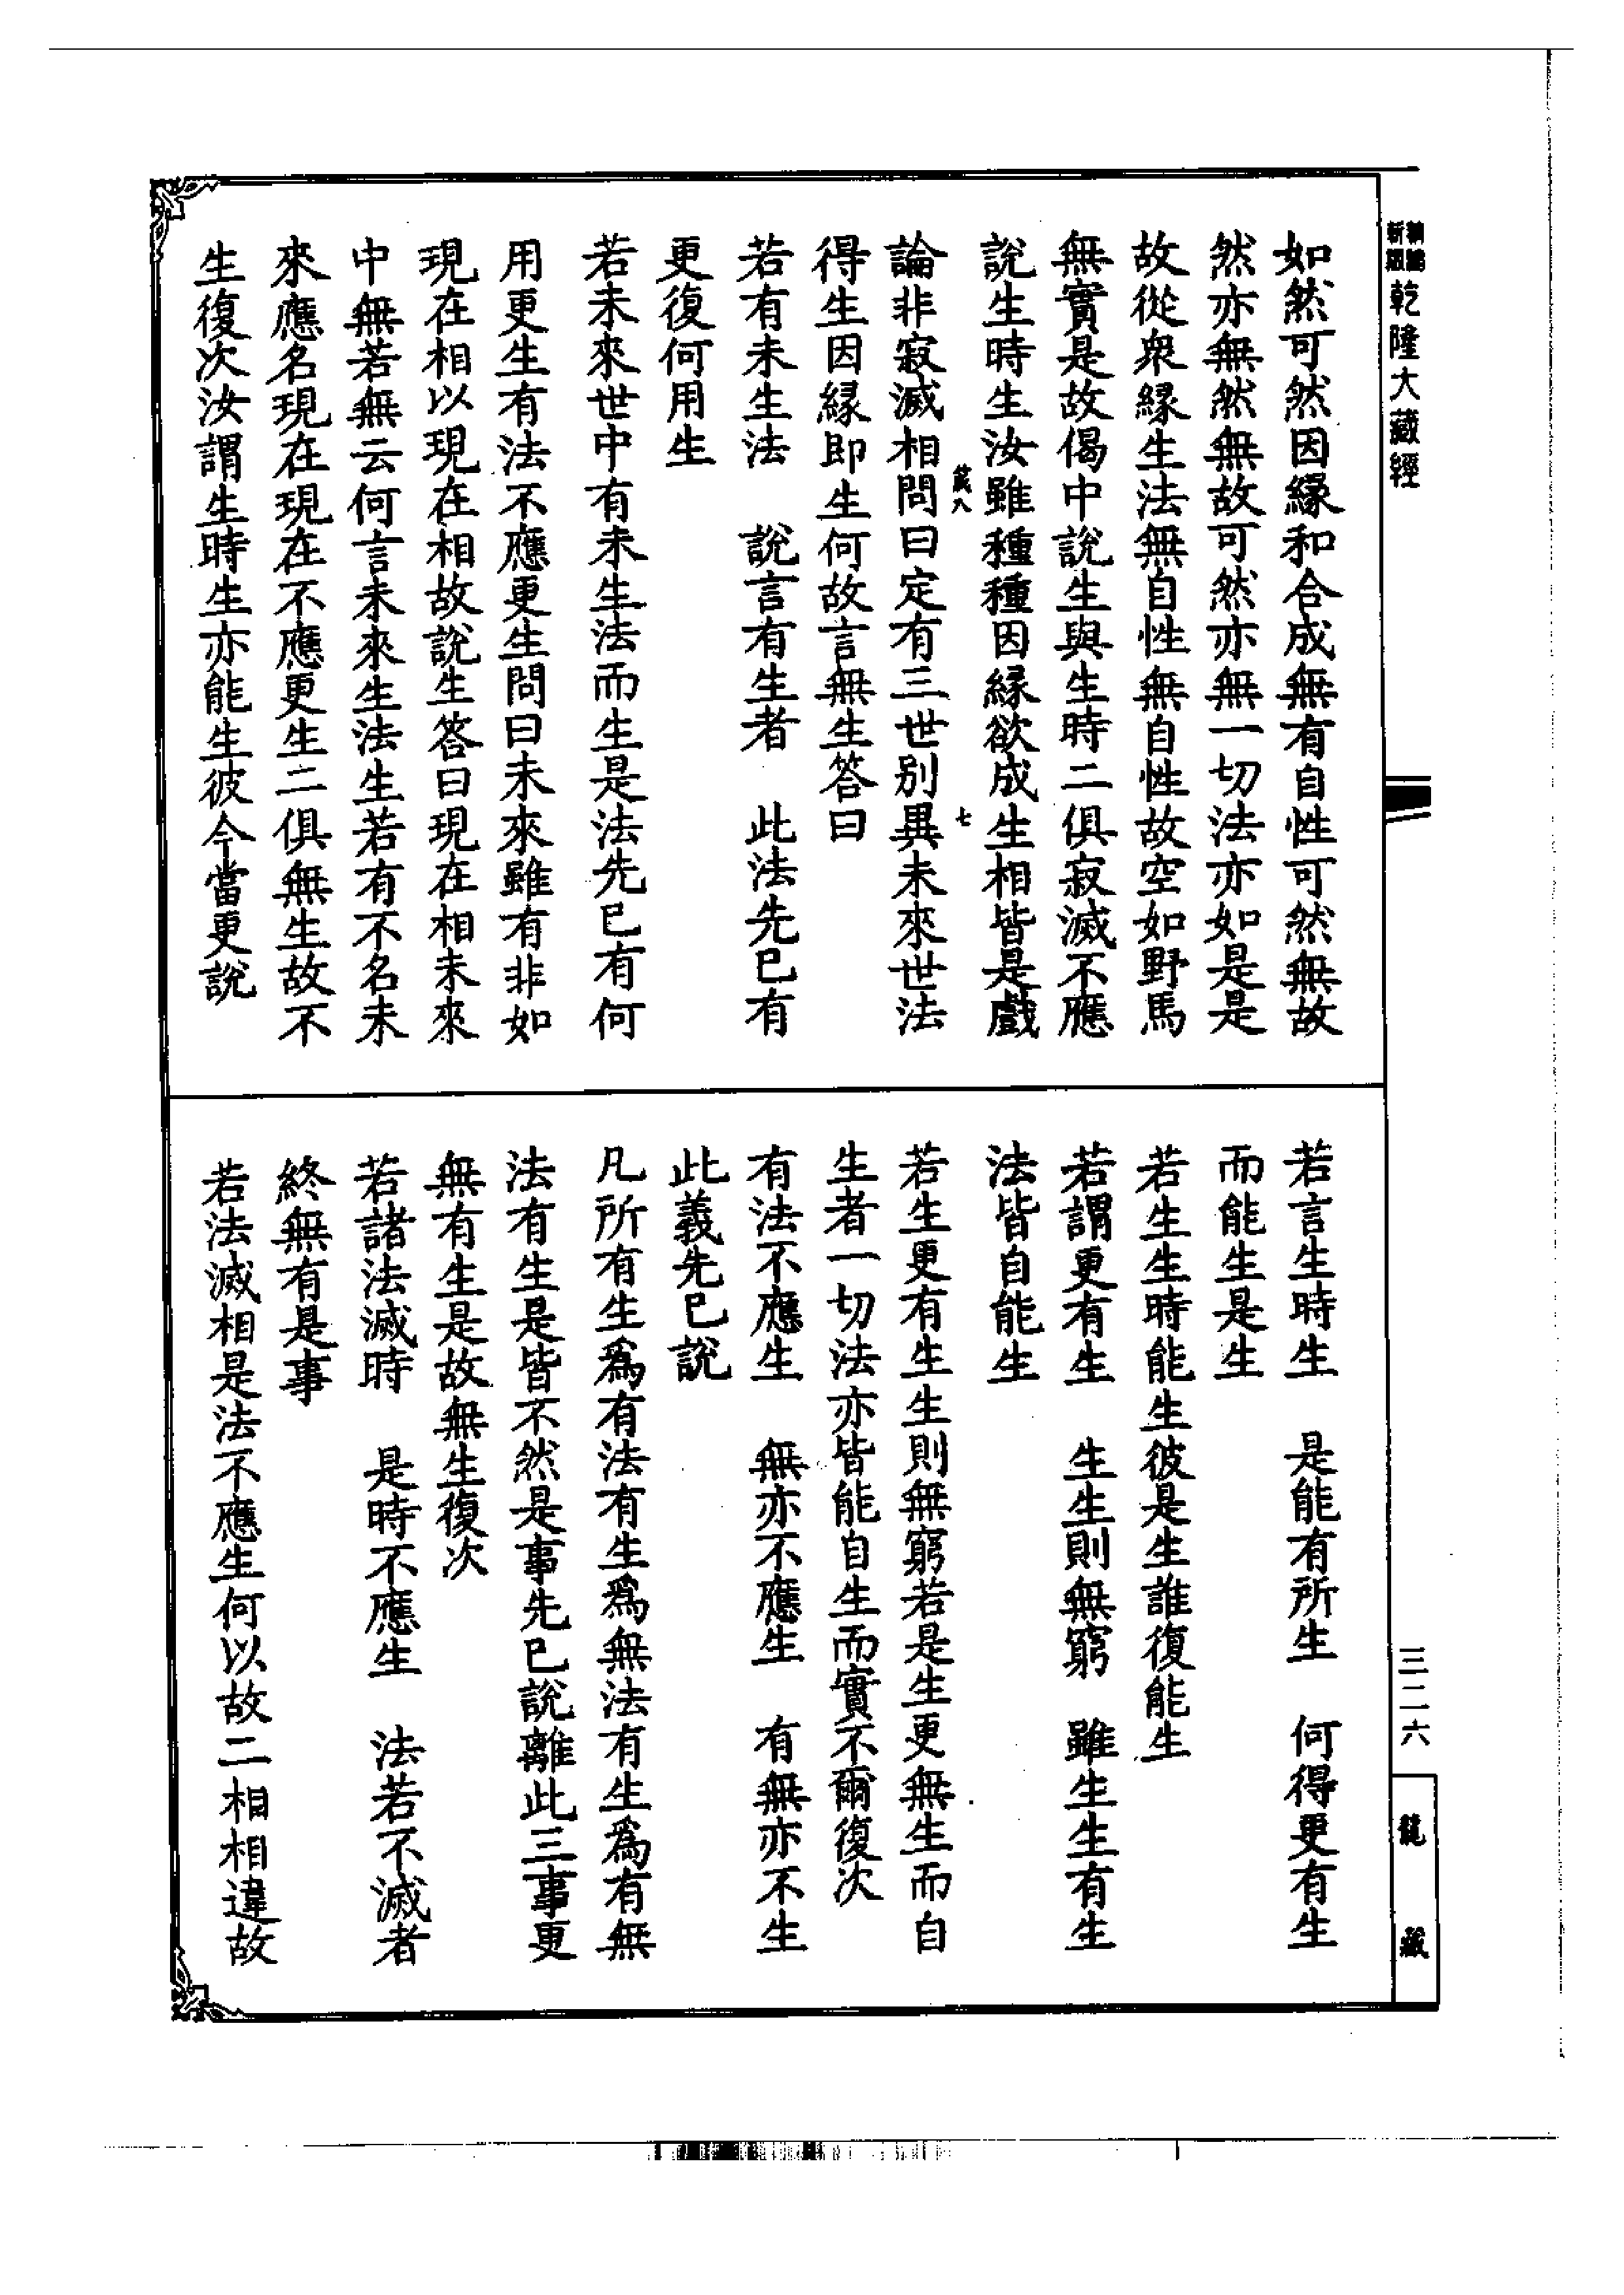 乾隆大藏經
如然可然因緣和合成無有自性可然無故
然亦無然無故可然亦無一切法亦如是是
故從衆緣生法無自性無自性故空如野馬
無實是故偈中說生與生時二俱寂滅不應
說生時生汝雖種種因緣欲成生相皆是戲
論非寂滅相問曰定有三世別異未來世法
得生因緣即生何故言無生答曰
若有未生法　說言有生者　此法先已有
更復何用生
若未來世中有未生法而生是法先已有何
用更生有法不應更生問曰未來雖有非如
現在相以現在相故說生答曰現在相未來
中無若無云何言未來生法生若有不名未
來應名現在現在不應更生二俱無生故不
生復次汝謂生時生亦能生彼今當更說
七
若言生時生　是能有所生　何得更有生
而能生是生
若生生時能生彼是生誰復能生
若謂更有生　生生則無窮　雖生生有生
法皆自能生
若生更有生生則無窮若是生更無生而自
生者一切法亦皆能自生而實不爾復次
有法不應生　無亦不應生　有無亦不生
此義先已說
凡所有生爲有法有生爲無法有生爲有無
法有生是皆不然是事先已說離此三事更
無有生是故無生復次
若諸法滅時　是時不應生　法若不滅者
終無有是事
若法滅相是法不應生何以故二相相違故
三二六
龍藏